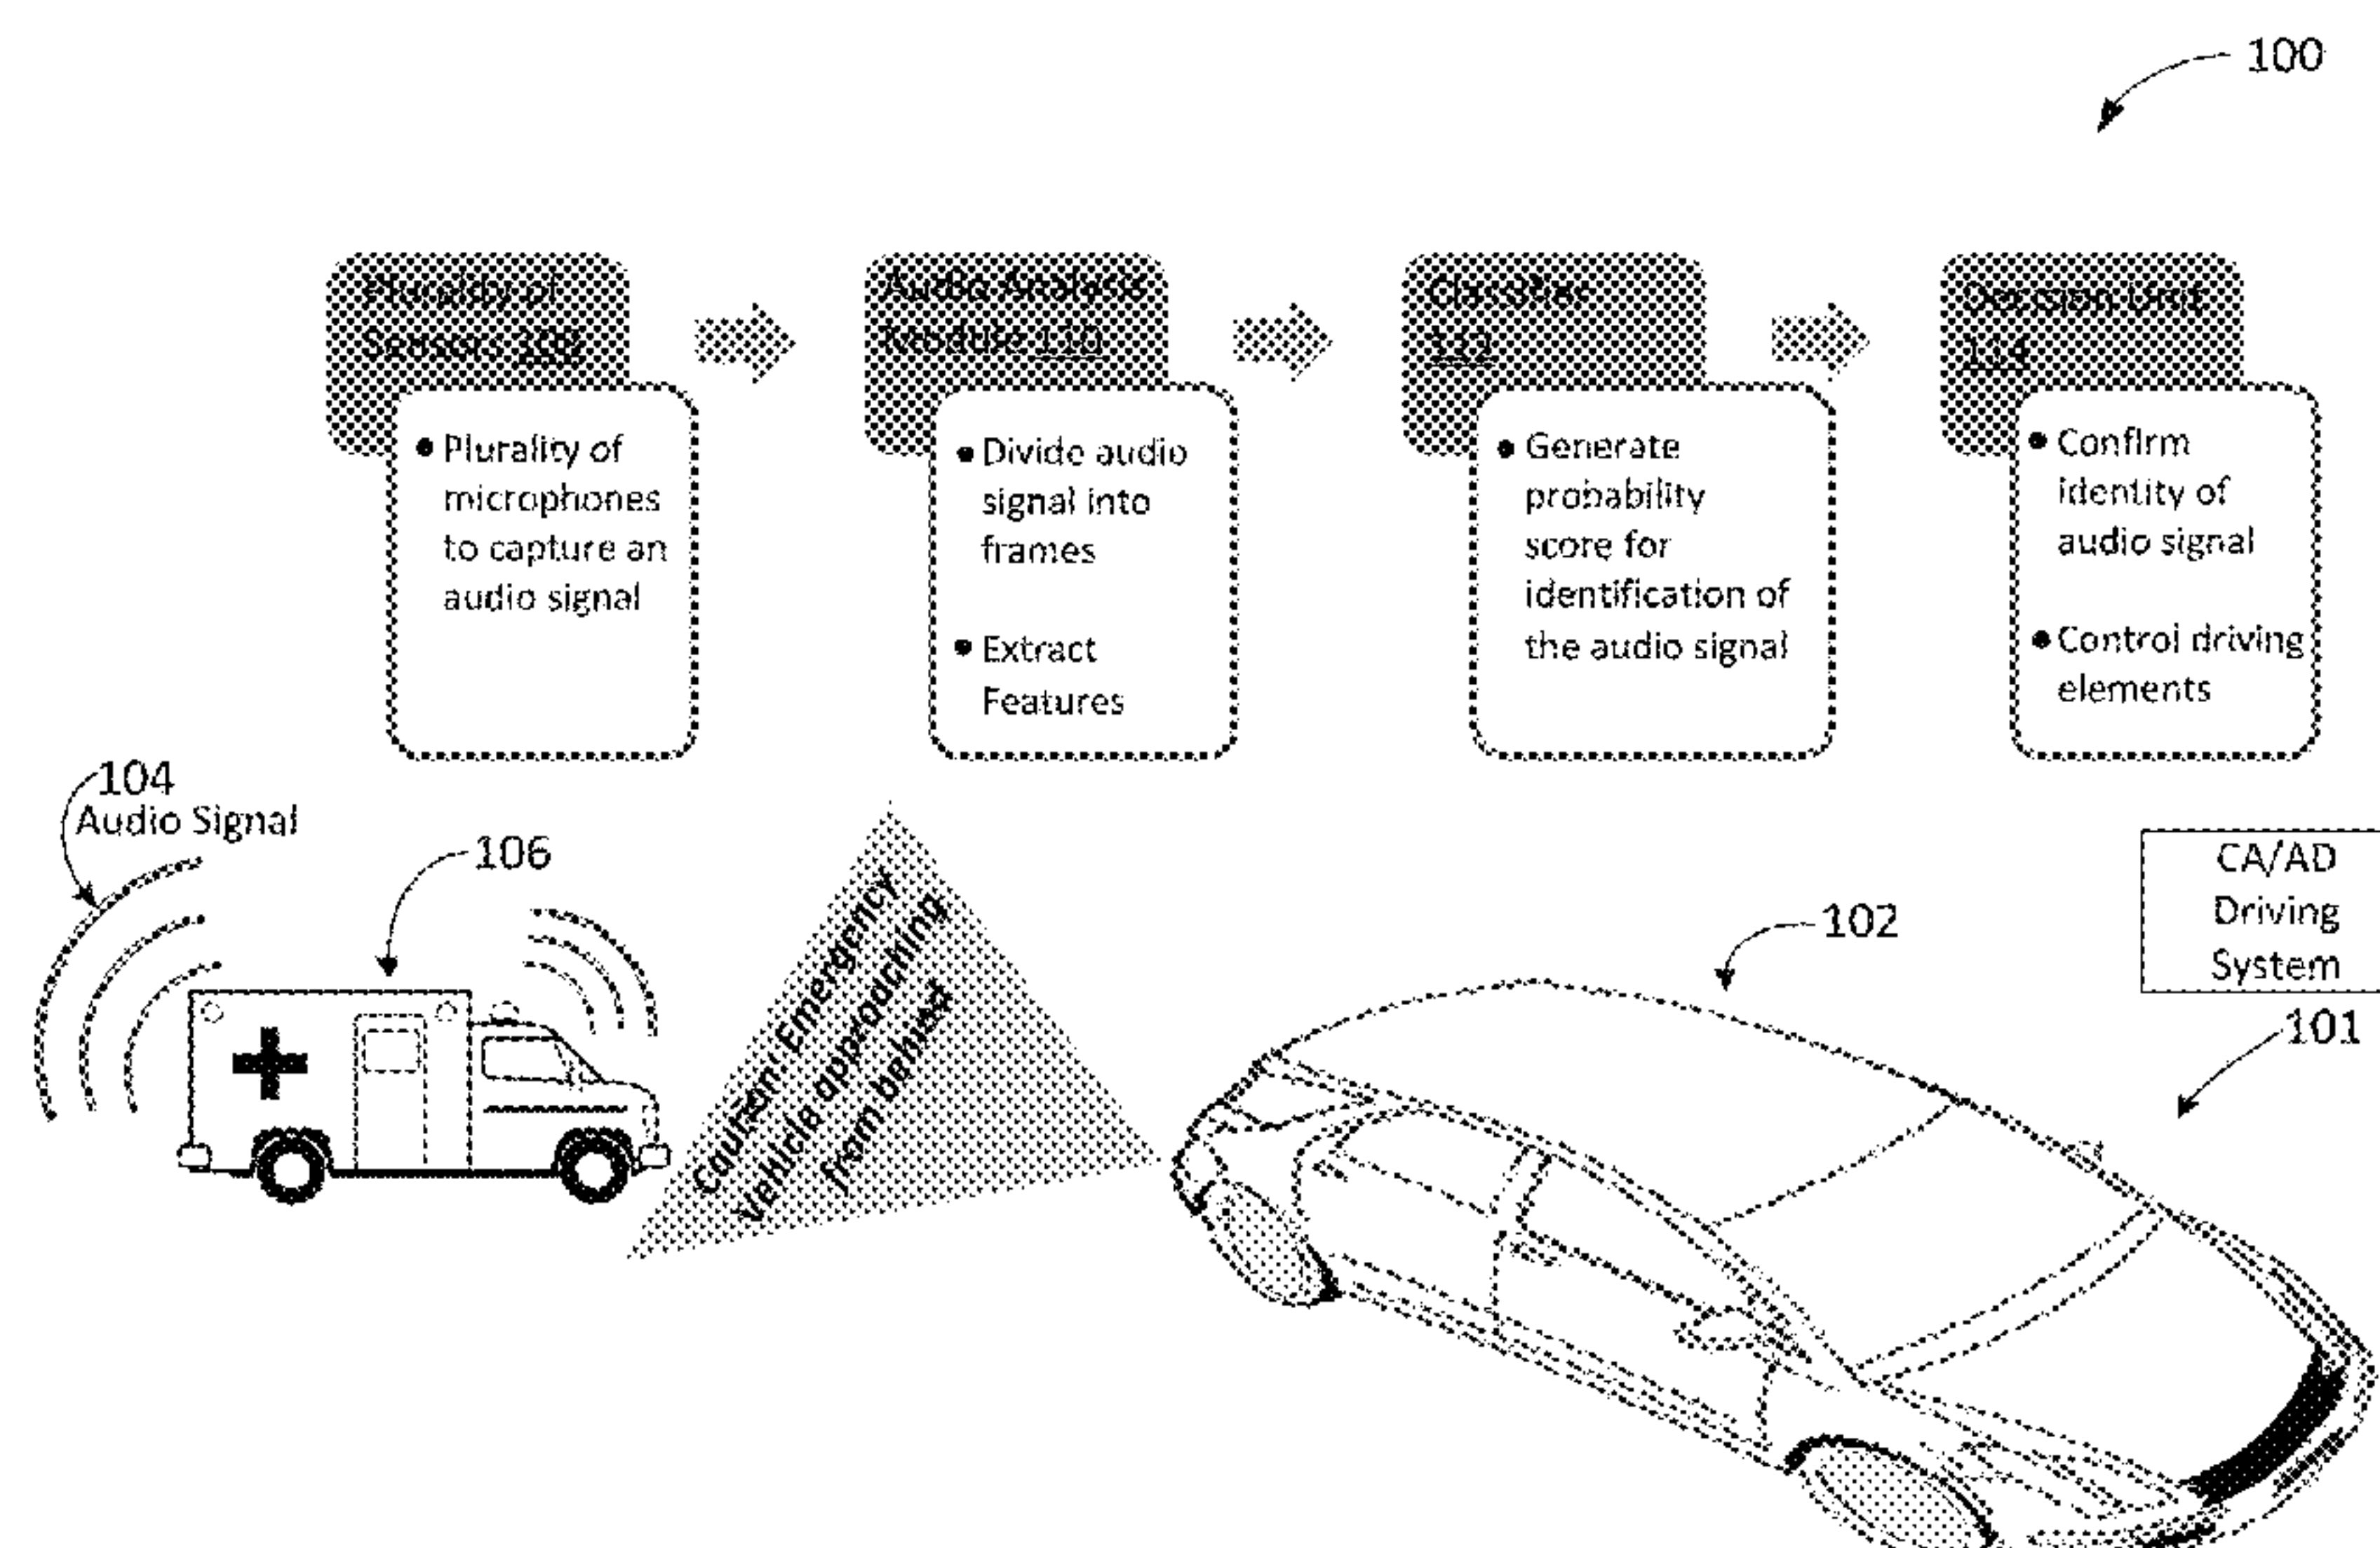 100
Plurality of
Sensors 108
Audio Analysis
Module 110
Classifier
112
Decision Unit
114
• Plurality of
microphones
to capture an
audio signal
• Divide audio
signal into
frames
• Extract
Features
• Generate
probability
score for
identification of
the audio signal
• Confirm
identity of
audio signal
• Control driving
elements
104
Audio Signal
106
Caution Emergency
Vehicle approaching
from behind
102
CA/AD
Driving
System
101